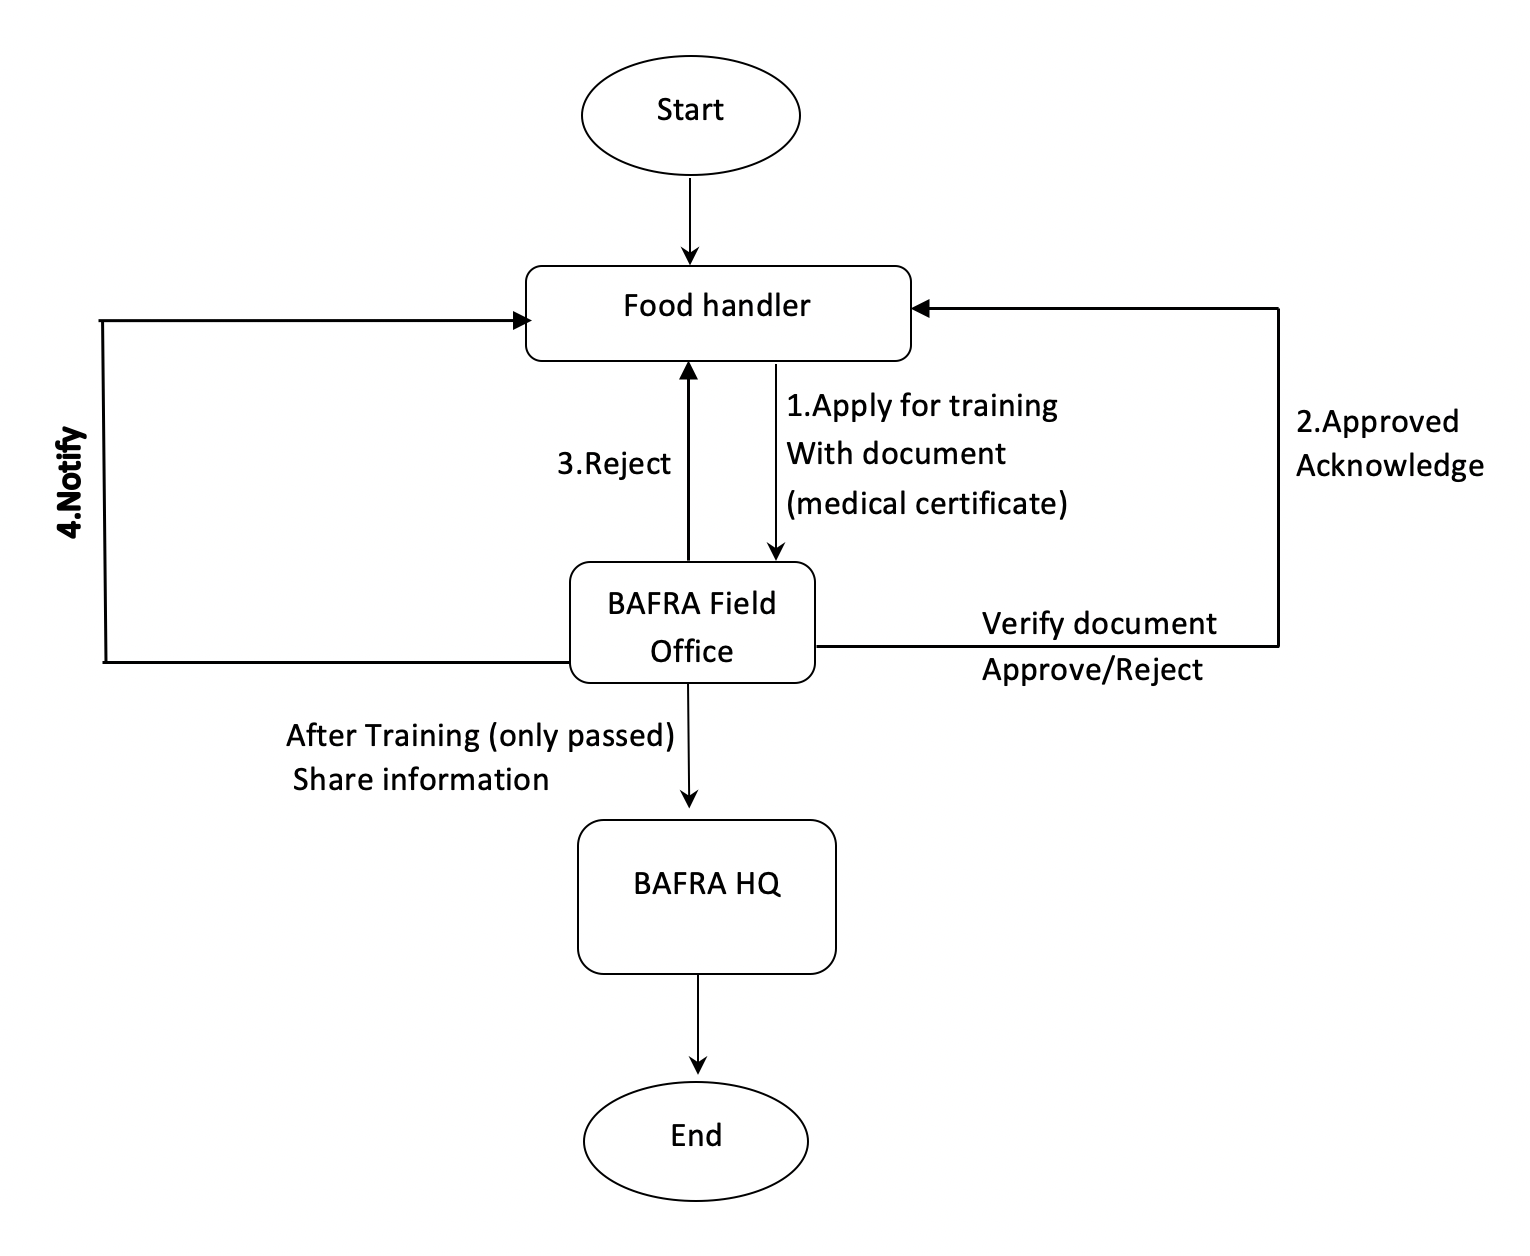 Start
Food handler
1.Apply for training
With document
(medical certificate)
2.Approved
Acknowledge
3.Reject
4.Notify
BAFRA Field
Office
Verify document
Approve/Reject
After Training (only passed)
Share information
BAFRA HQ
End